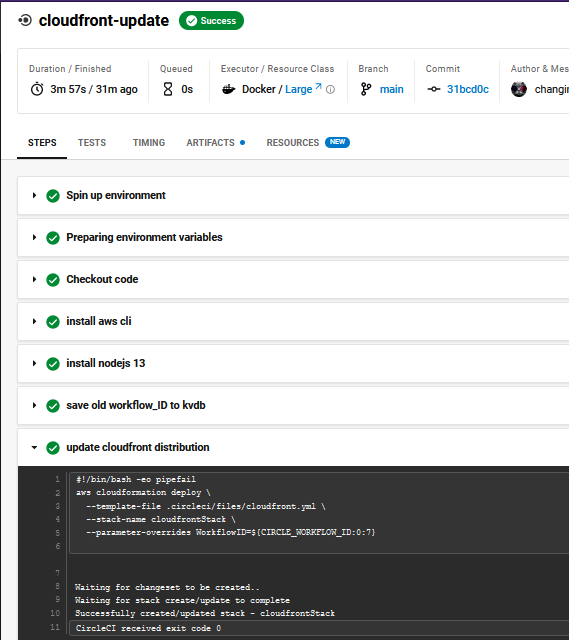 cloudfront-update Success
Duration / Finished Queued Executor / Resource Class Branch Commit Author & Mes
3m 57s / 31m ago 0s Docker / Large main 31bcd0c changin
STEPS TESTS TIMING ARTIFACTS RESOURCES NEW
Spin up environment
Preparing environment variables
Checkout code
install aws cli
install nodejs 13
save old workflow_ID to kvdb
update cloudfront distribution
1 #!/bin/bash -eo pipefail
2 aws cloudformation deploy \
3 --template-file .circleci/files/cloudfront.yml \
4 --stack-name cloudfrontStack \
5 --parameter-overrides WorkflowID=${CIRCLE_WORKFLOW_ID:0:7}
6
7
8 Waiting for changeset to be created..
9 Waiting for stack create/update to complete
10 Successfully created/updated stack - cloudfrontStack
11 CircleCI received exit code 0